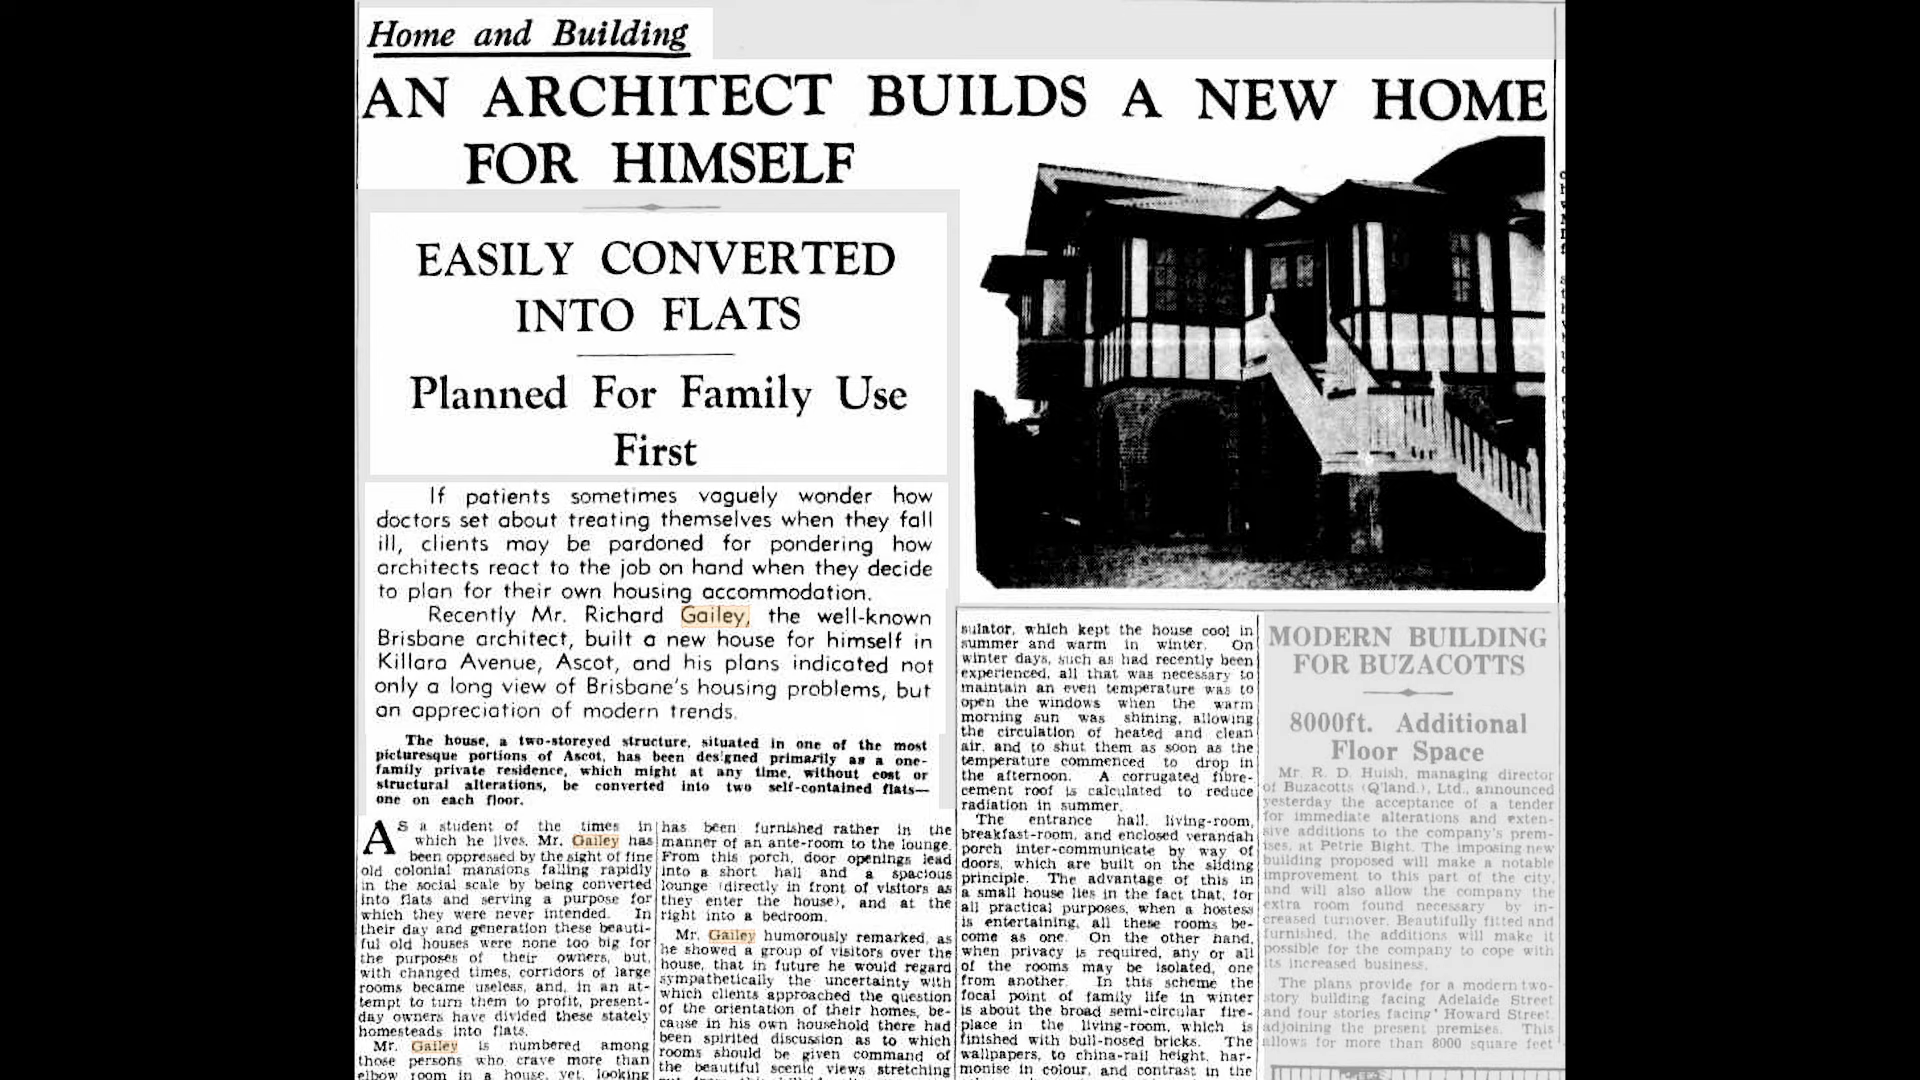 Home and Building
AN ARCHITECT BUILDS A NEW HOME
FOR HIMSELF
EASILY CONVERTED
INTO FLATS
Planned For Family Use
First
If patients sometimes vaguely wonder how
doctors set about treating themselves when they fall
ill, clients may be pardoned for pondering how
architects react to the job on hand when they decide
to plan for their own housing accommodation.
Recently Mr. Richard Gailey, the well-known
Brisbane architect, built a new house for himself in
Killara Avenue, Ascot, and his plans indicated not
only a long view of Brisbane's housing problems, but
an appreciation of modern trends.
The house, a two-storeyed structure, situated in one of the most
picturesque portions of Ascot, has been designed primarily as a one-
family private residence, which might at any time, without cost or
structural alterations, be converted into two self-contained flats—
one on each floor.
AS a student of the times in
which he lives, Mr. Gailey has
been oppressed by the sight of fine
old colonial mansions falling rapidly
in the social scale by being converted
into flats and serving a purpose for
which they were never intended. In
their day and generation these beauti-
ful old houses were none too big for
the purposes of their owners, but,
with changed times, corridors of large
rooms became useless, and, in an at-
tempt to turn them to profit, present-
day owners have divided these stately
homesteads into flats.
Mr. Gailey is numbered among
those persons who crave more than
elbow room in a house, yet, looking
has been furnished rather in the
manner of an ante-room to the lounge.
From this porch, door openings lead
into a short hall and a spacious
lounge (directly in front of visitors as
they enter the house), and at the
right into a bedroom.
Mr. Gailey humorously remarked, as
he showed a group of visitors over the
house, that in future he would regard
sympathetically the uncertainty with
which clients approached the question
of the orientation of their homes, be-
cause in his own household there had
been spirited discussion as to which
rooms should be given command of
the beautiful scenic views stretching
sulator, which kept the house cool in
summer and warm in winter. On
winter days, such as had recently been
experienced, all that was necessary to
maintain an even temperature was to
open the windows when the warm
morning sun was shining, allowing
the circulation of heated and clean
air, and to shut them as soon as the
temperature commenced to drop in
the afternoon. A corrugated fibre-
cement roof is calculated to reduce
radiation in summer.
The entrance hall, living-room,
breakfast-room, and enclosed verandah
porch inter-communicate by way of
doors, which are built on the sliding
principle. The advantage of this in
a small house lies in the fact that, for
all practical purposes, when a hostess
is entertaining, all these rooms be-
come as one. On the other hand,
when privacy is required, any or all
of the rooms may be isolated, one
from another. In this scheme the
focal point of family life in winter
is about the broad semi-circular fire-
place in the living-room, which is
finished with bull-nosed bricks. The
wallpapers, to china-rail height, har-
monise in colour, and contrast in the
MODERN BUILDING
FOR BUZACOTTS
8000ft. Additional
Floor Space
Mr. R. D. Huish, managing director
of Buzacotts (Q'land.), Ltd., announced
yesterday the acceptance of a tender
for immediate alterations and exten-
sive additions to the company's prem-
ises, at Petrie Bight. The imposing new
building proposed will make a notable
improvement to this part of the city,
and will also allow the company the
extra room found necessary by in-
creased turnover. Beautifully fitted and
furnished, the additions will make it
possible for the company to cope with
its increased business.
The plans provide for a modern two-
story building facing Adelaide Street
and four stories facing Howard Street,
adjoining the present premises. This
allows for more than 8000 square feet